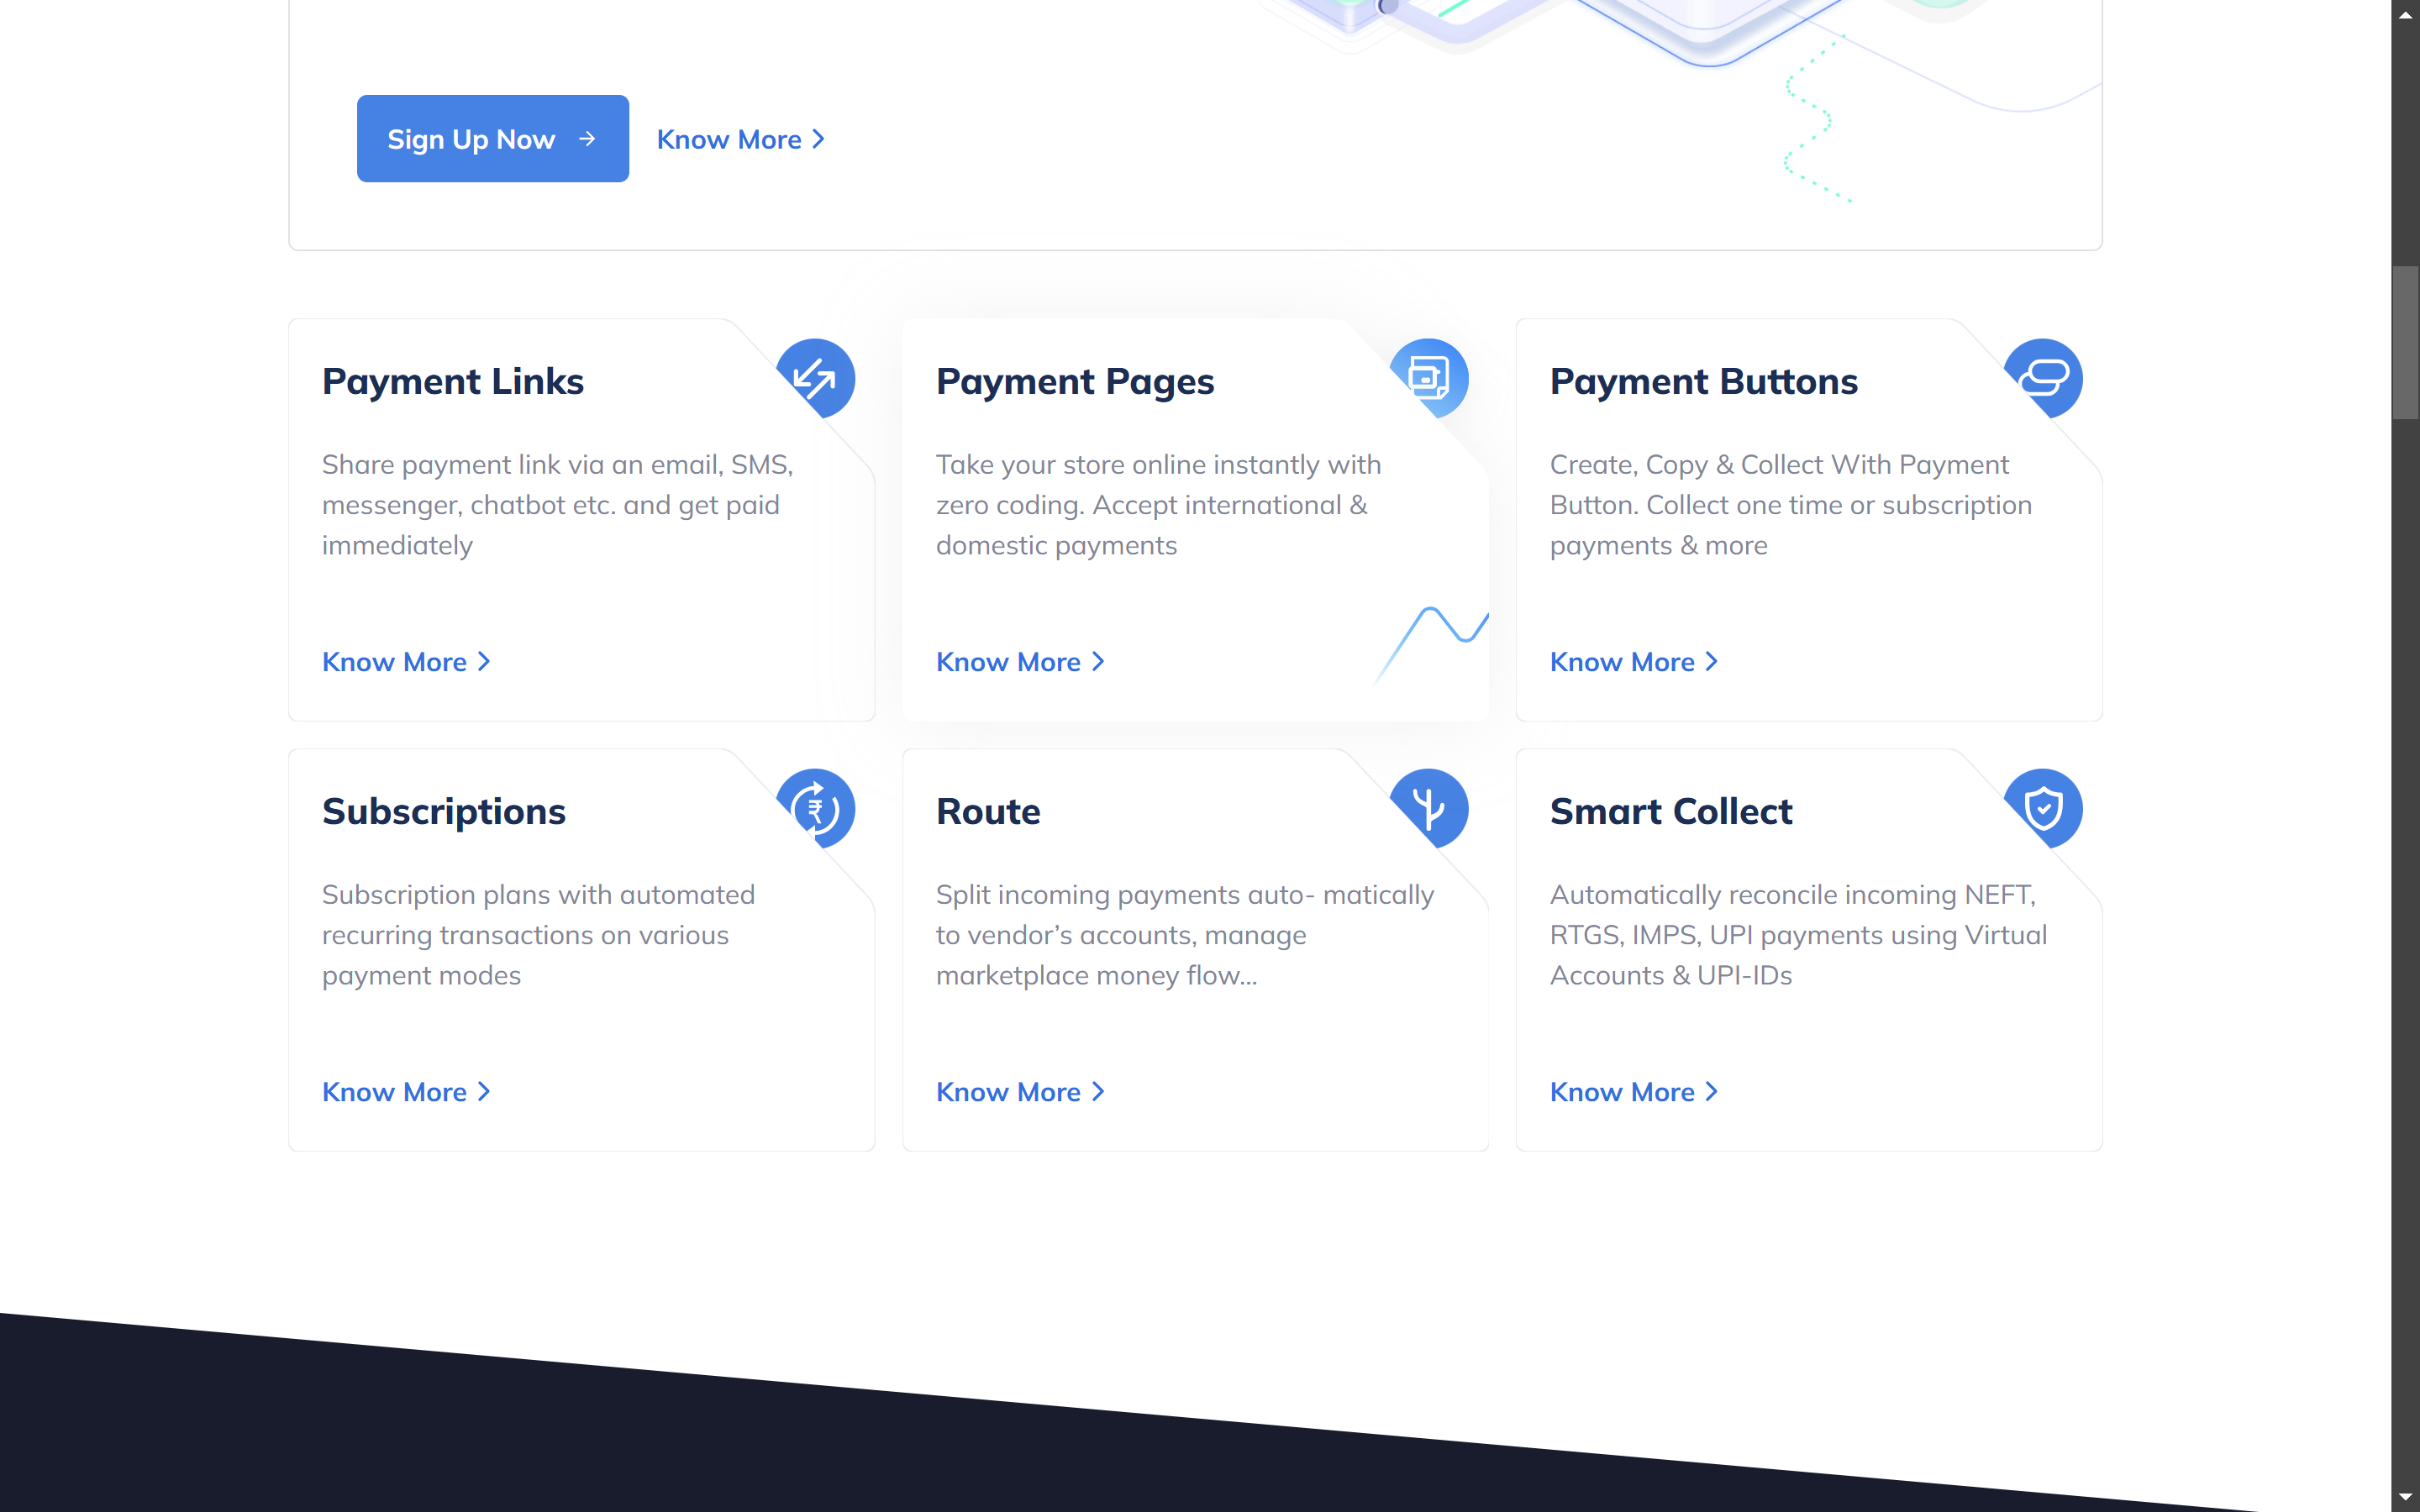 Sign Up Now
Know More
Payment Links
Share payment link via an email, SMS,
messenger, chatbot etc. and get paid
immediately
Know More
Payment Pages
Take your store online instantly with
zero coding. Accept international &
domestic payments
Know More
Payment Buttons
Create, Copy & Collect With Payment
Button. Collect one time or subscription
payments & more
Know More
Subscriptions
₹
Subscription plans with automated
recurring transactions on various
payment modes
Know More
Route
Split incoming payments auto- matically
to vendor’s accounts, manage
marketplace money flow...
Know More
Smart Collect
Automatically reconcile incoming NEFT,
RTGS, IMPS, UPI payments using Virtual
Accounts & UPI-IDs
Know More